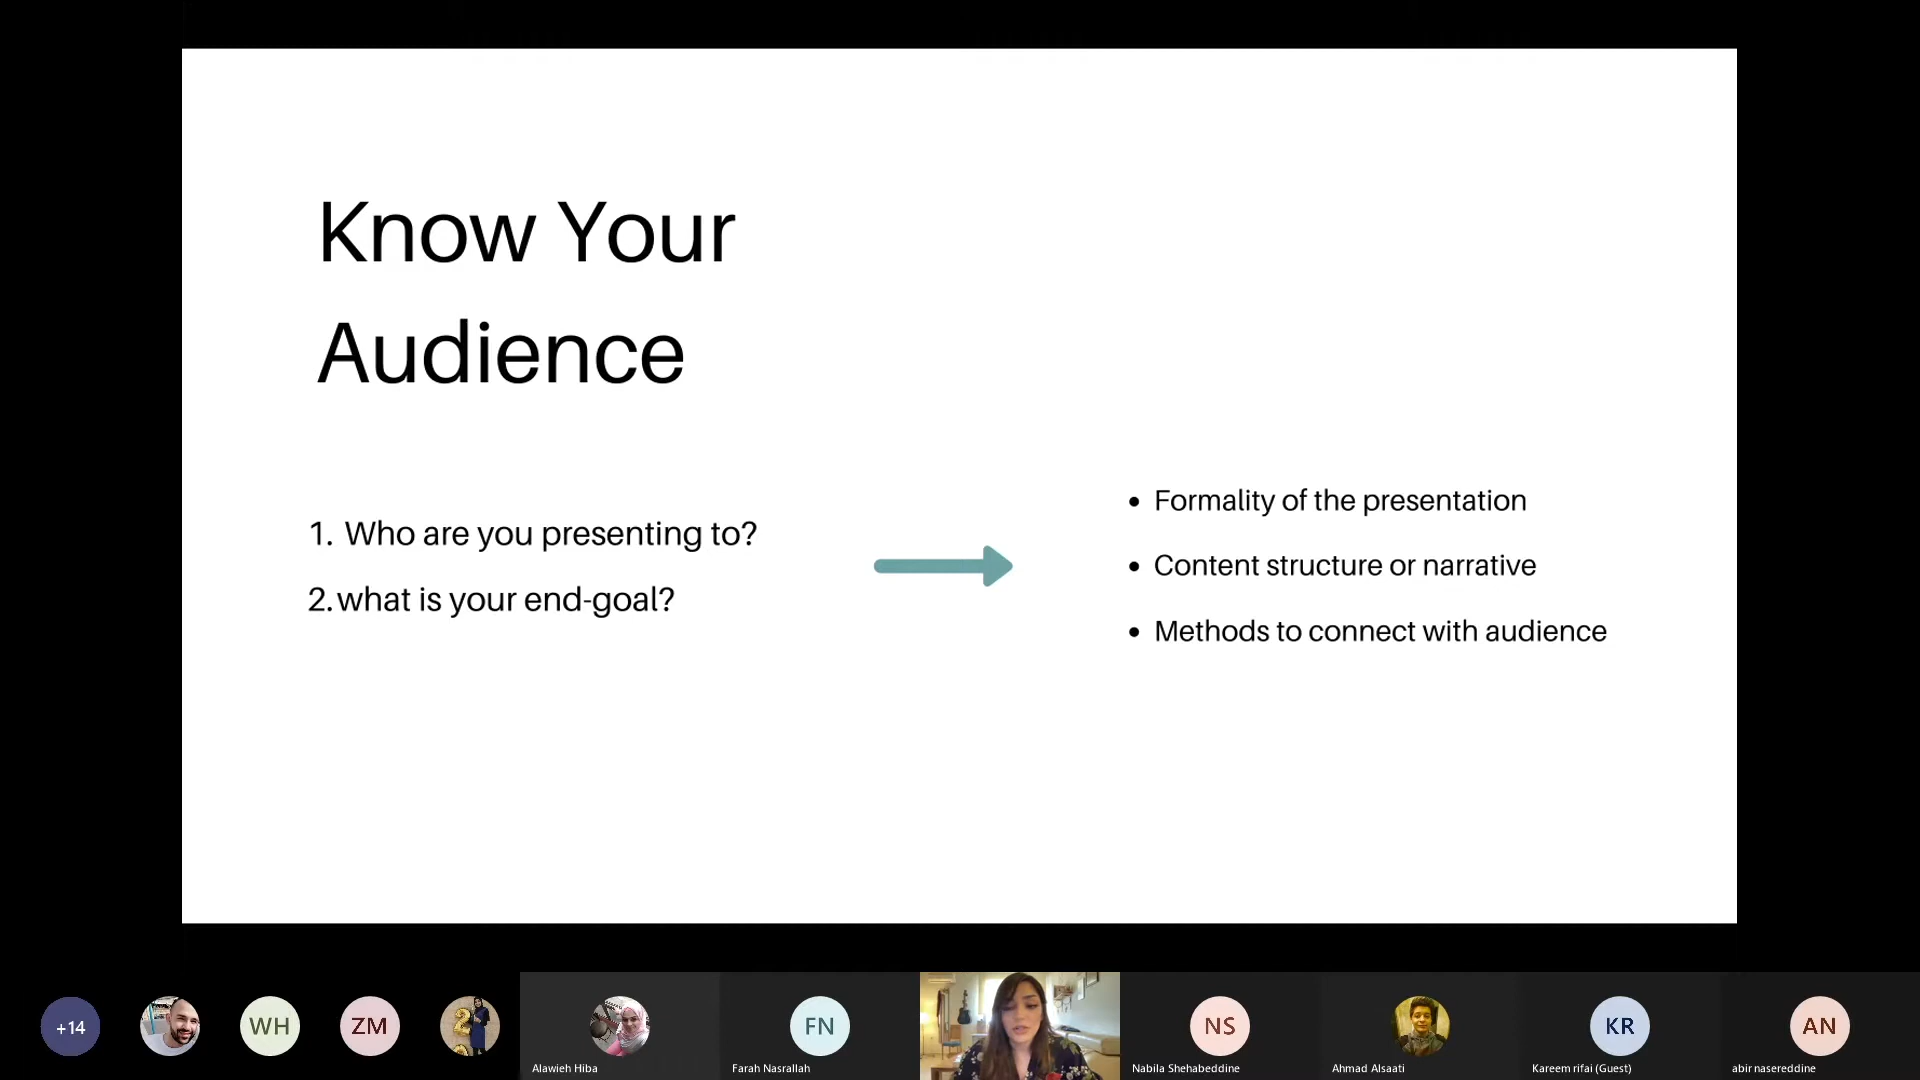 Know Your
Audience
1. Who are you presenting to?
2. what is your end-goal?
• Formality of the presentation
• Content structure or narrative
• Methods to connect with audience
+14
WH
ZM
2
Alawieh Hiba
FN
Farah Nasrallah
NS
Nabila Shehabeddine
Ahmad Alsaati
KR
Kareem rifai (Guest)
AN
abir nasereddine